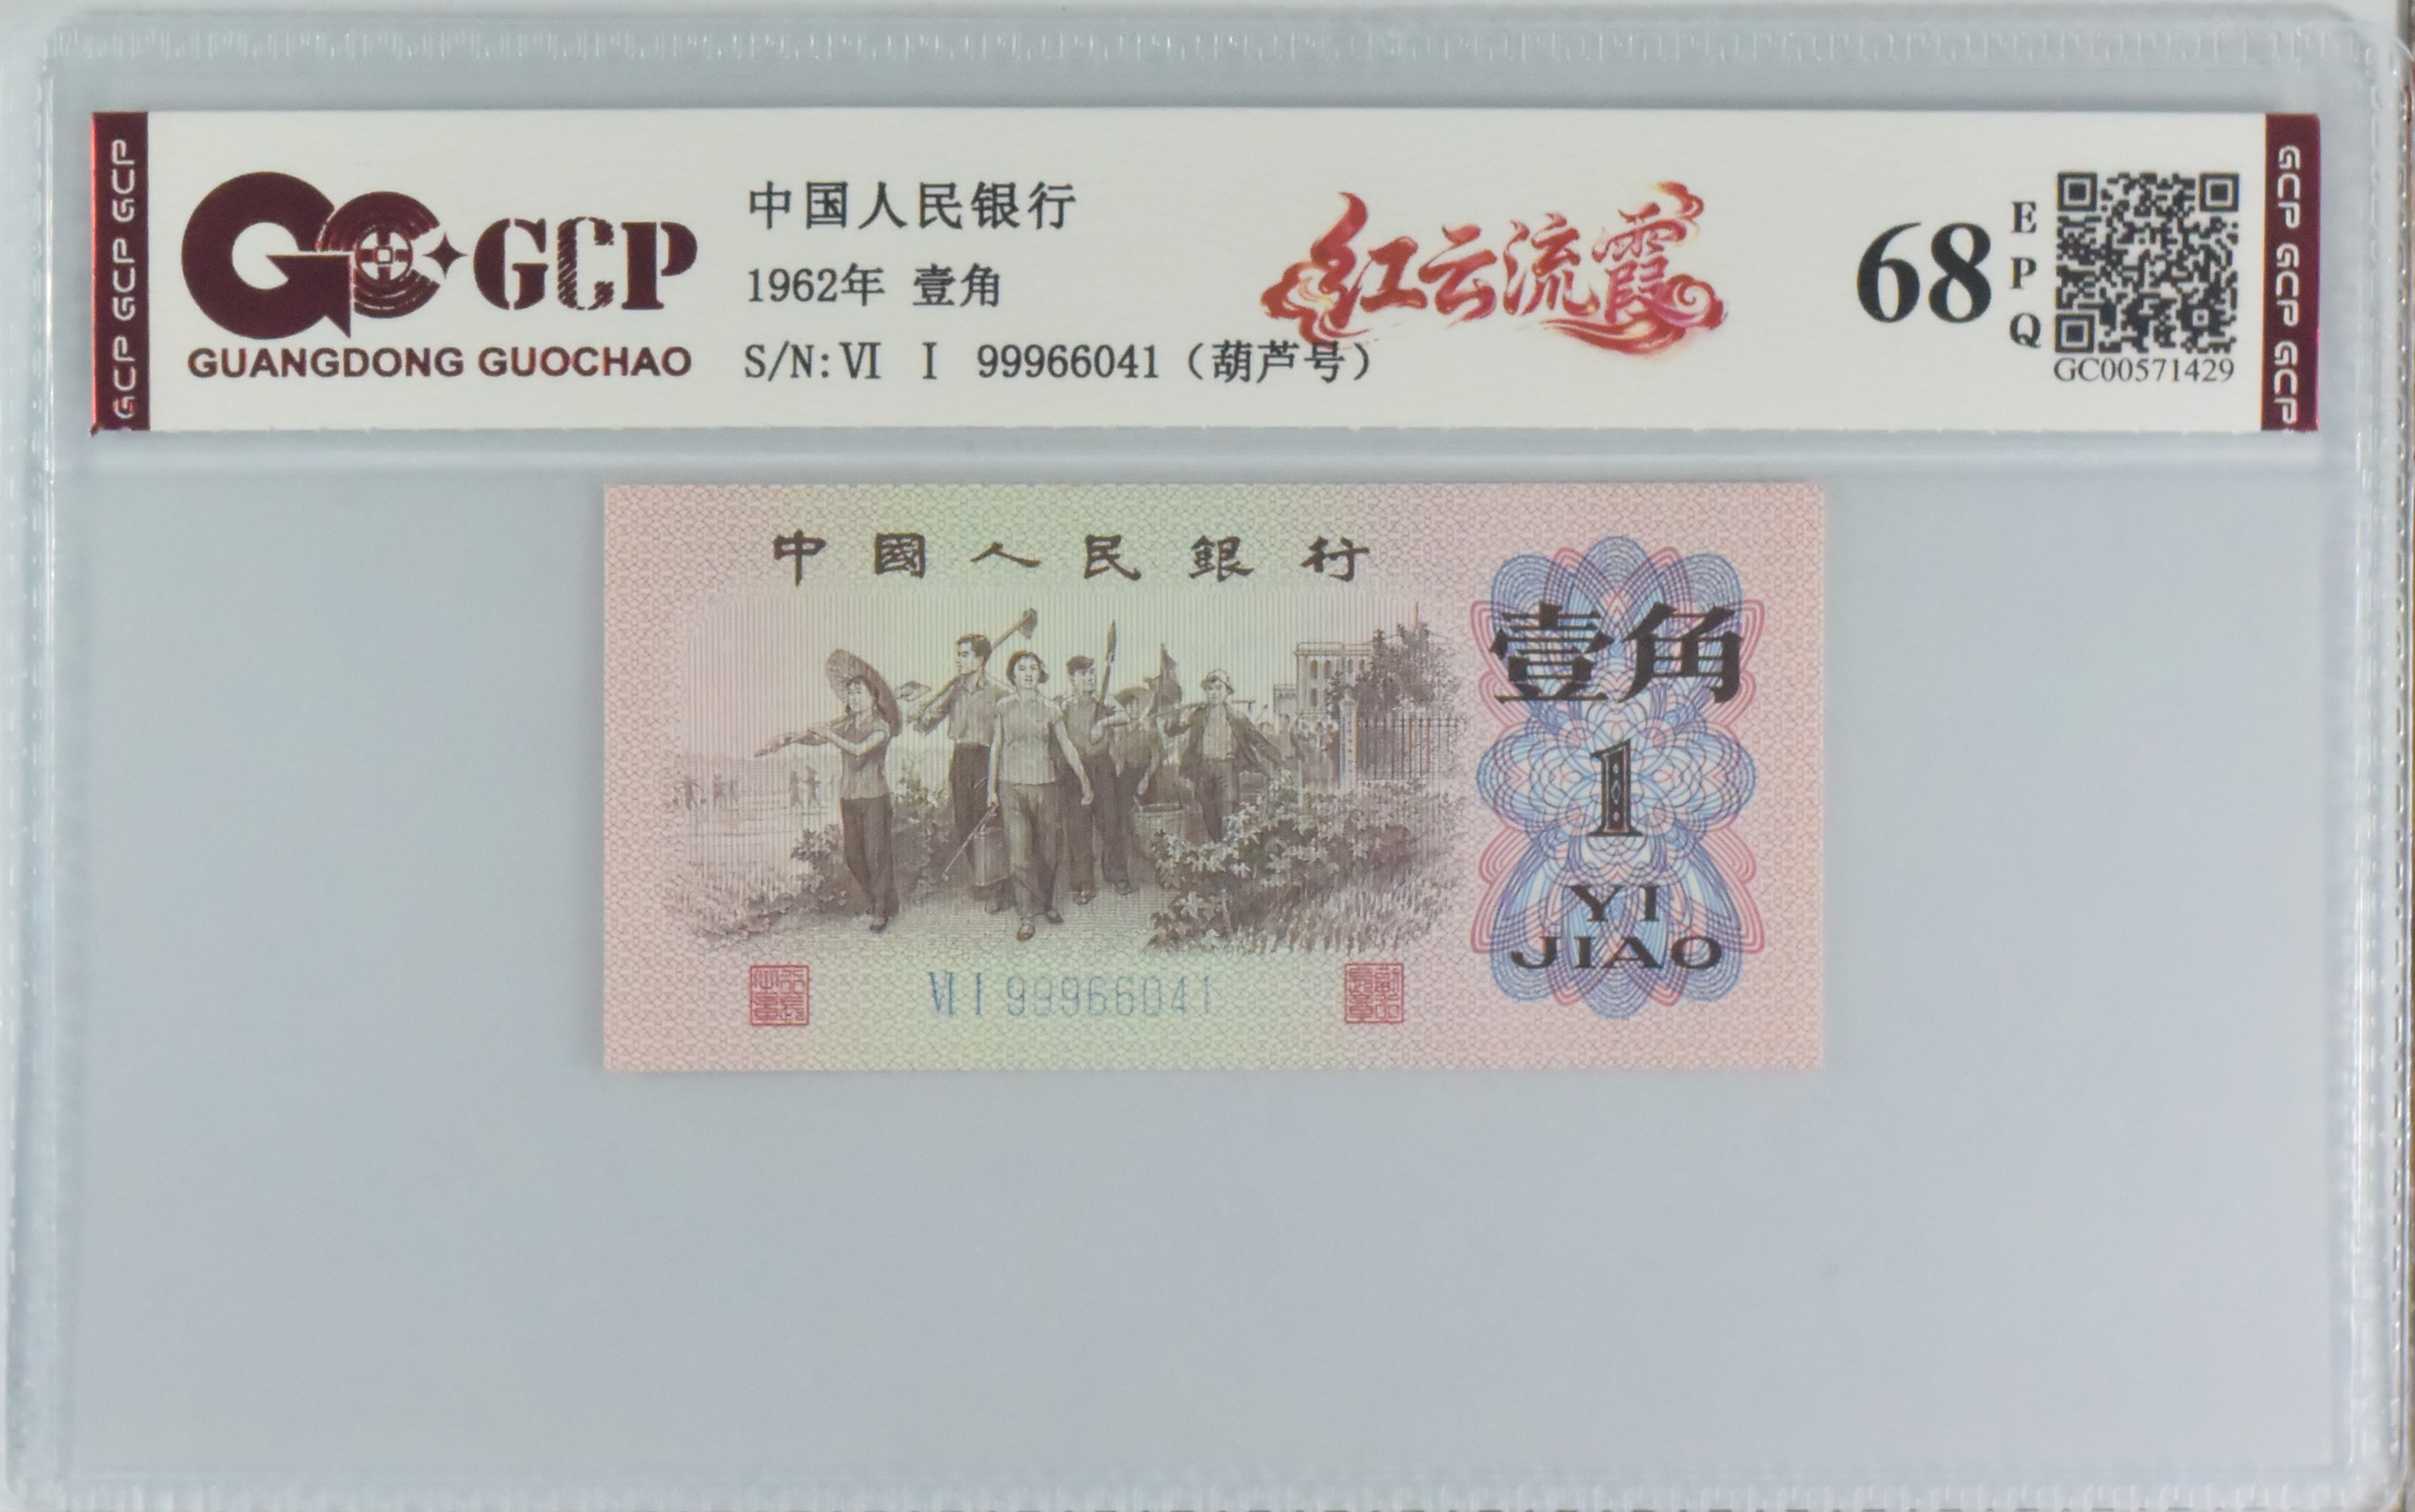 GCP GCP GCP
GCP
GUANGDONG GUOCHAO
中国人民银行
1962年 壹角
S/N: Ⅵ Ⅰ 99966041（葫芦号）
红云流霞
68
EPQ
GC00571429
GCP GCP GCP
中國人民銀行
壹角
1
YI
JIAO
Ⅵ Ⅰ 99966041